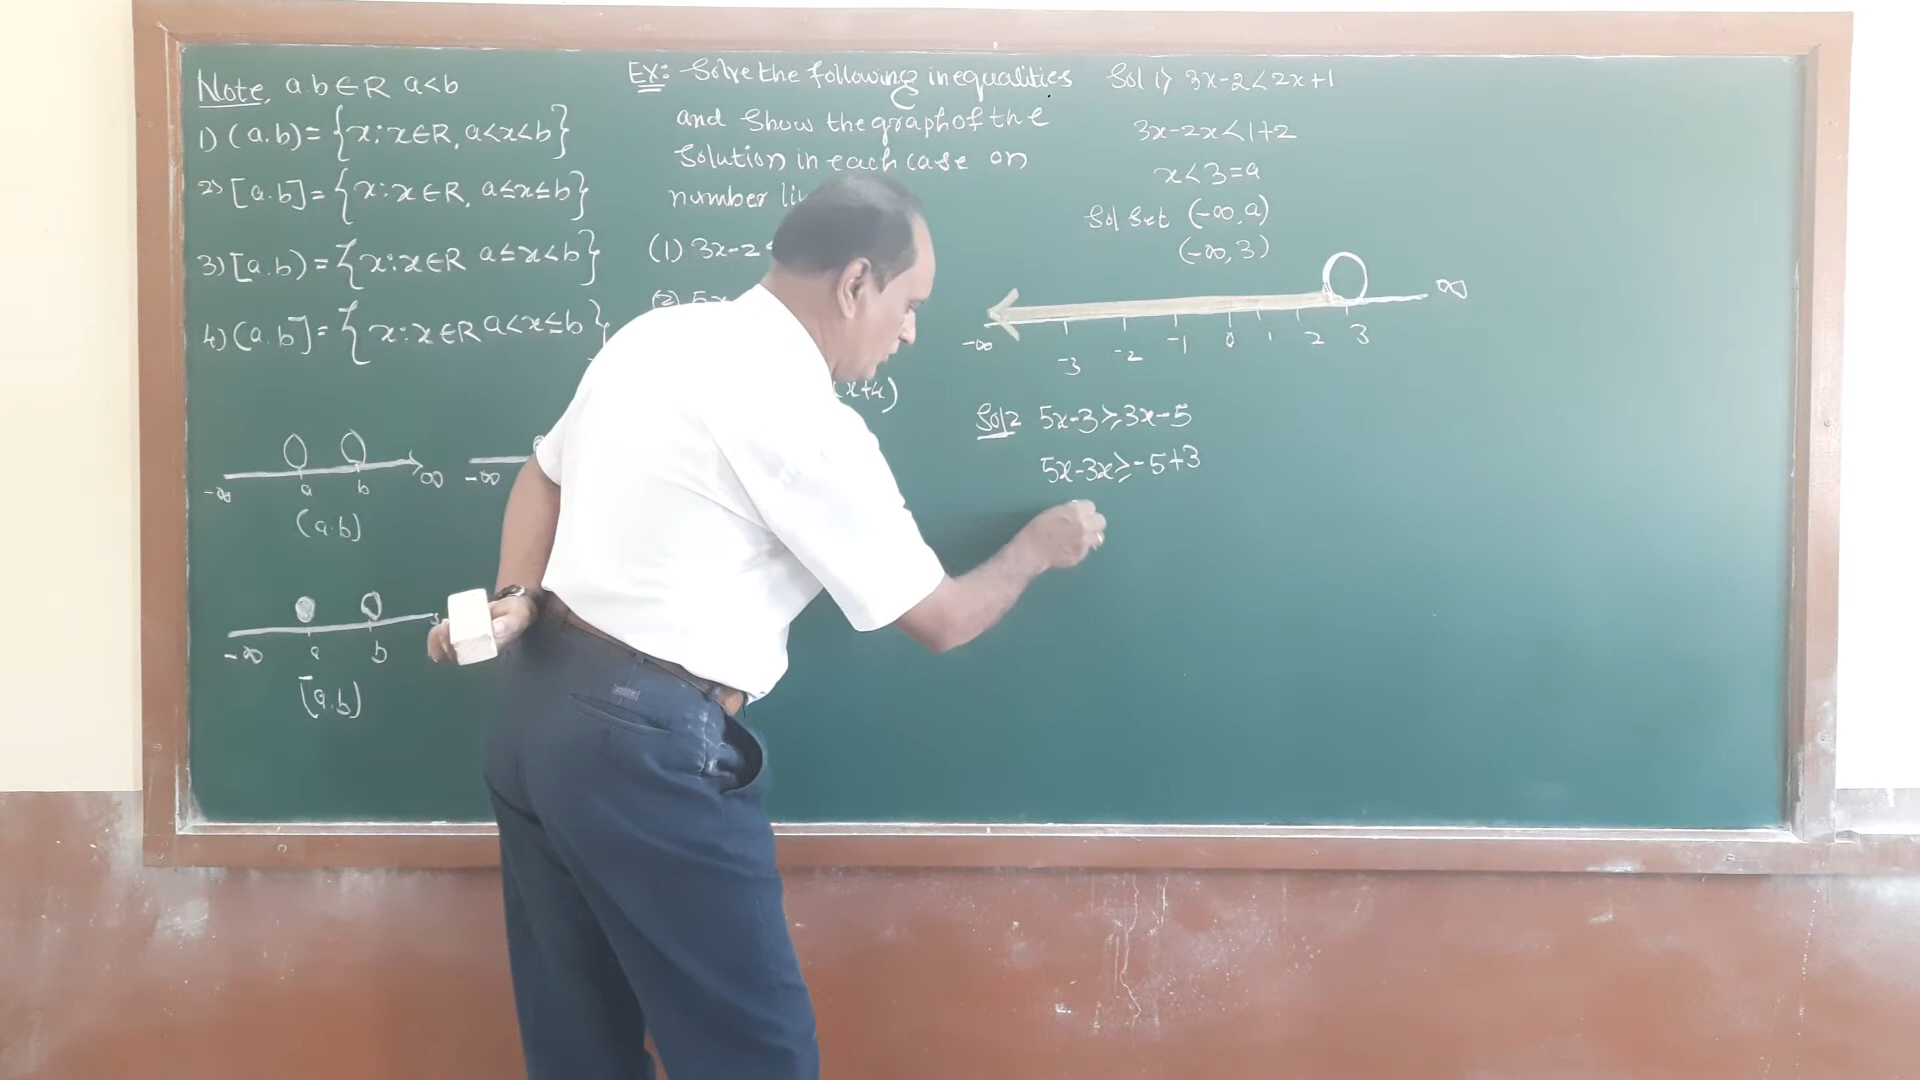 Note, a.b∈R a<b
1) (a.b) = {x:x∈R, a<x<b}
2) [a.b] = {x:x∈R, a≤x≤b}
3) [a.b) = {x:x∈R a≤x<b}
4) (a.b] = {x:x∈R a<x≤b}
-∞ a b ∞
(a.b)
-∞
-∞ a b
[a.b)
Ex: Solve the following inequalities
and show the graph of the
solution in each case on
number
(1) 3x-2
(2) 5x
(x+4)
Sol 1) 3x-2<2x+1
3x-2x<1+2
x<3=a
Sol Set (-∞,a)
(-∞,3)
-∞ -3 -2 -1 0 1 2 3 ∞
Sol2 5x-3≥3x-5
5x-3x≥-5+3